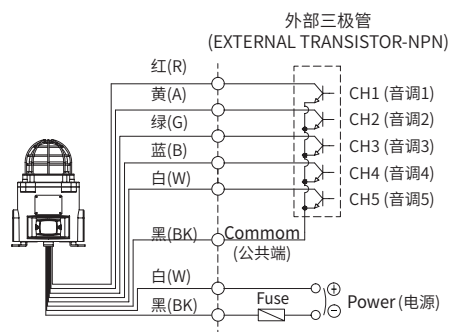 外部三极管
(EXTERNAL TRANSISTOR-NPN)
红(R)
黄(A)
CH1 (音调1)
绿(G)
CH2 (音调2)
蓝(B)
CH3 (音调3)
白(W)
CH4 (音调4)
CH5 (音调5)
黑(BK)
Commom
(公共端)
白(W)
黑(BK)
Fuse
Power(电源)